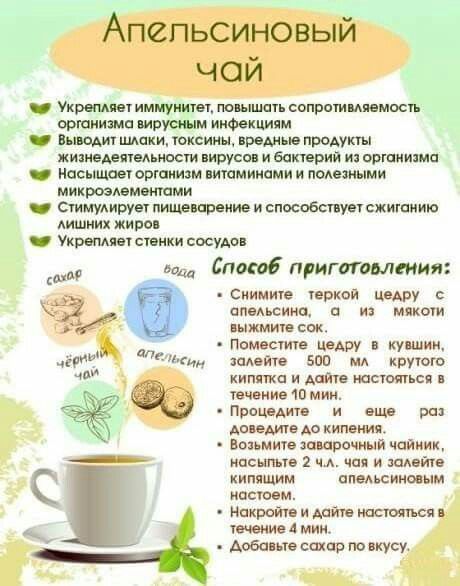 Апельсиновый
чай
Укрепляет иммунитет, повышать сопротивляемость
организма вирусным инфекциям
Выводит шлаки, токсины, вредные продукты
жизнедеятельности вирусов и бактерий из организма
Насыщает организм витаминами и полезными
микроэлементами
Стимулирует пищеварение и способствует сжиганию
лишних жиров
Укрепляет стенки сосудов
сахар
вода
чёрный
чай
апельсин
Способ приготовления:
• Снимите теркой цедру с
апельсина, а из мякоти
выжмите сок.
• Поместите цедру в кувшин,
залейте 500 мл крутого
кипятка и дайте настояться в
течение 10 мин.
• Процедите и еще раз
доведите до кипения.
• Возьмите заварочный чайник,
насыпьте 2 ч.л. чая и залейте
кипящим апельсиновым
настоем.
• Накройте и дайте настояться в
течение 4 мин.
• Добавьте сахар по вкусу.